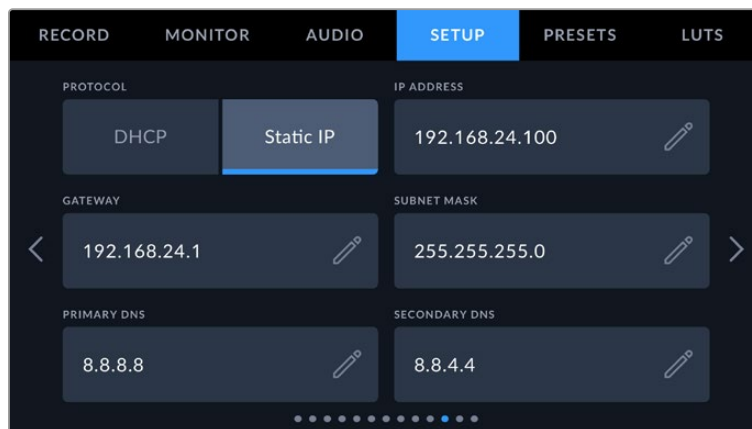 RECORD MONITOR AUDIO SETUP PRESETS LUTS
PROTOCOL IP ADDRESS
DHCP Static IP 192.168.24.100
GATEWAY SUBNET MASK
192.168.24.1 255.255.255.0
PRIMARY DNS SECONDARY DNS
8.8.8.8 8.8.4.4